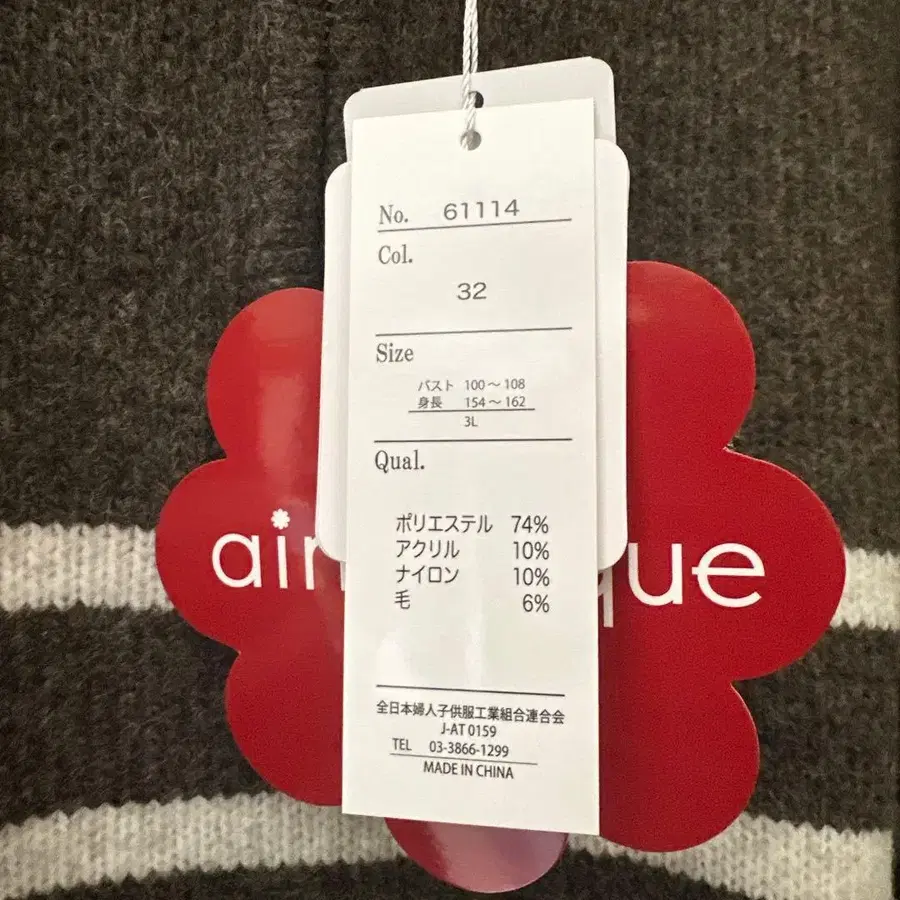 No. 61114
Col.
32
Size
バスト 100～108
身長 154～162
3L
Qual.
ポリエステル 74%
アクリル 10%
ナイロン 10%
毛 6%
全日本婦人子供服工業組合連合会
J-AT 0159
TEL 03-3866-1299
MADE IN CHINA